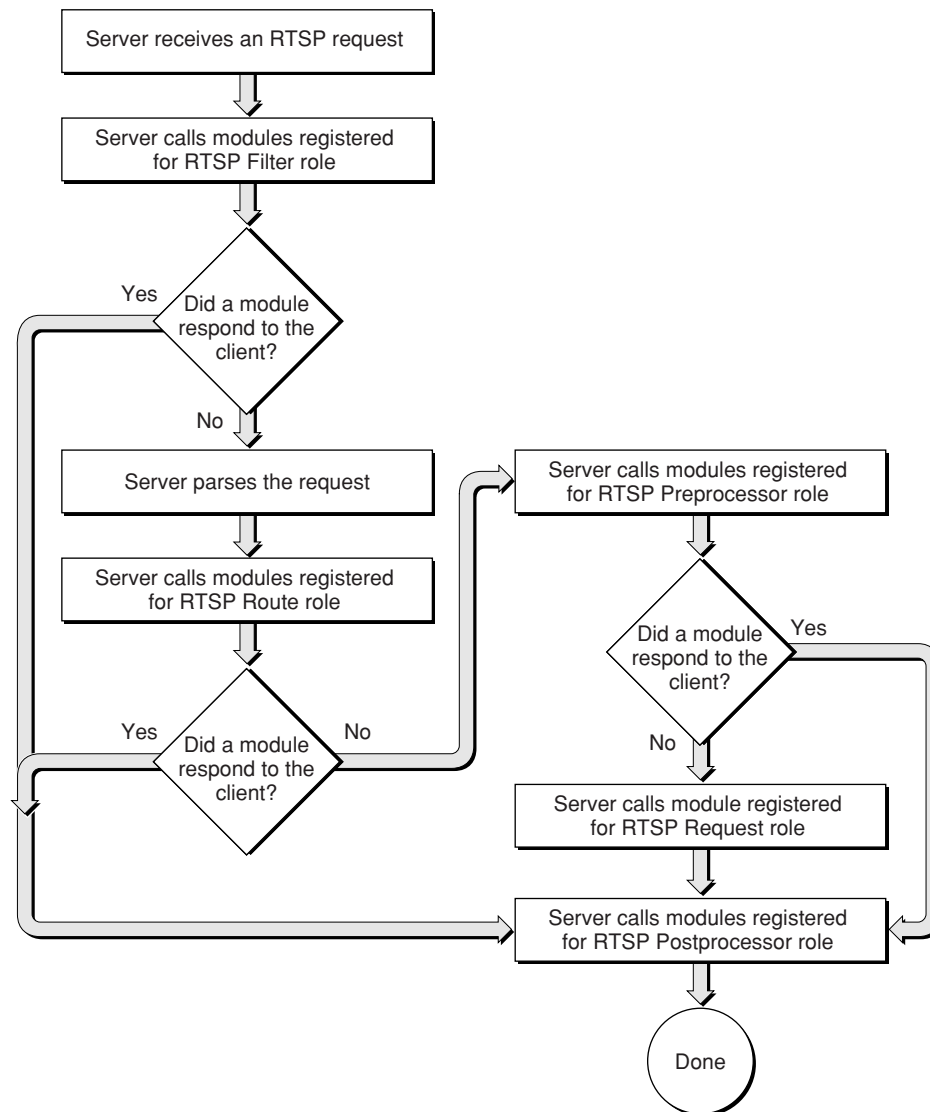 Server receives an RTSP request
Server calls modules registered
for RTSP Filter role
Yes
Did a module
respond to the
client?
No
Server parses the request
Server calls modules registered
for RTSP Route role
Yes
Did a module
respond to the
client?
No
Server calls modules registered
for RTSP Preprocessor role
Did a module
respond to the
client?
Yes
No
Server calls module registered
for RTSP Request role
Server calls modules registered
for RTSP Postprocessor role
Done